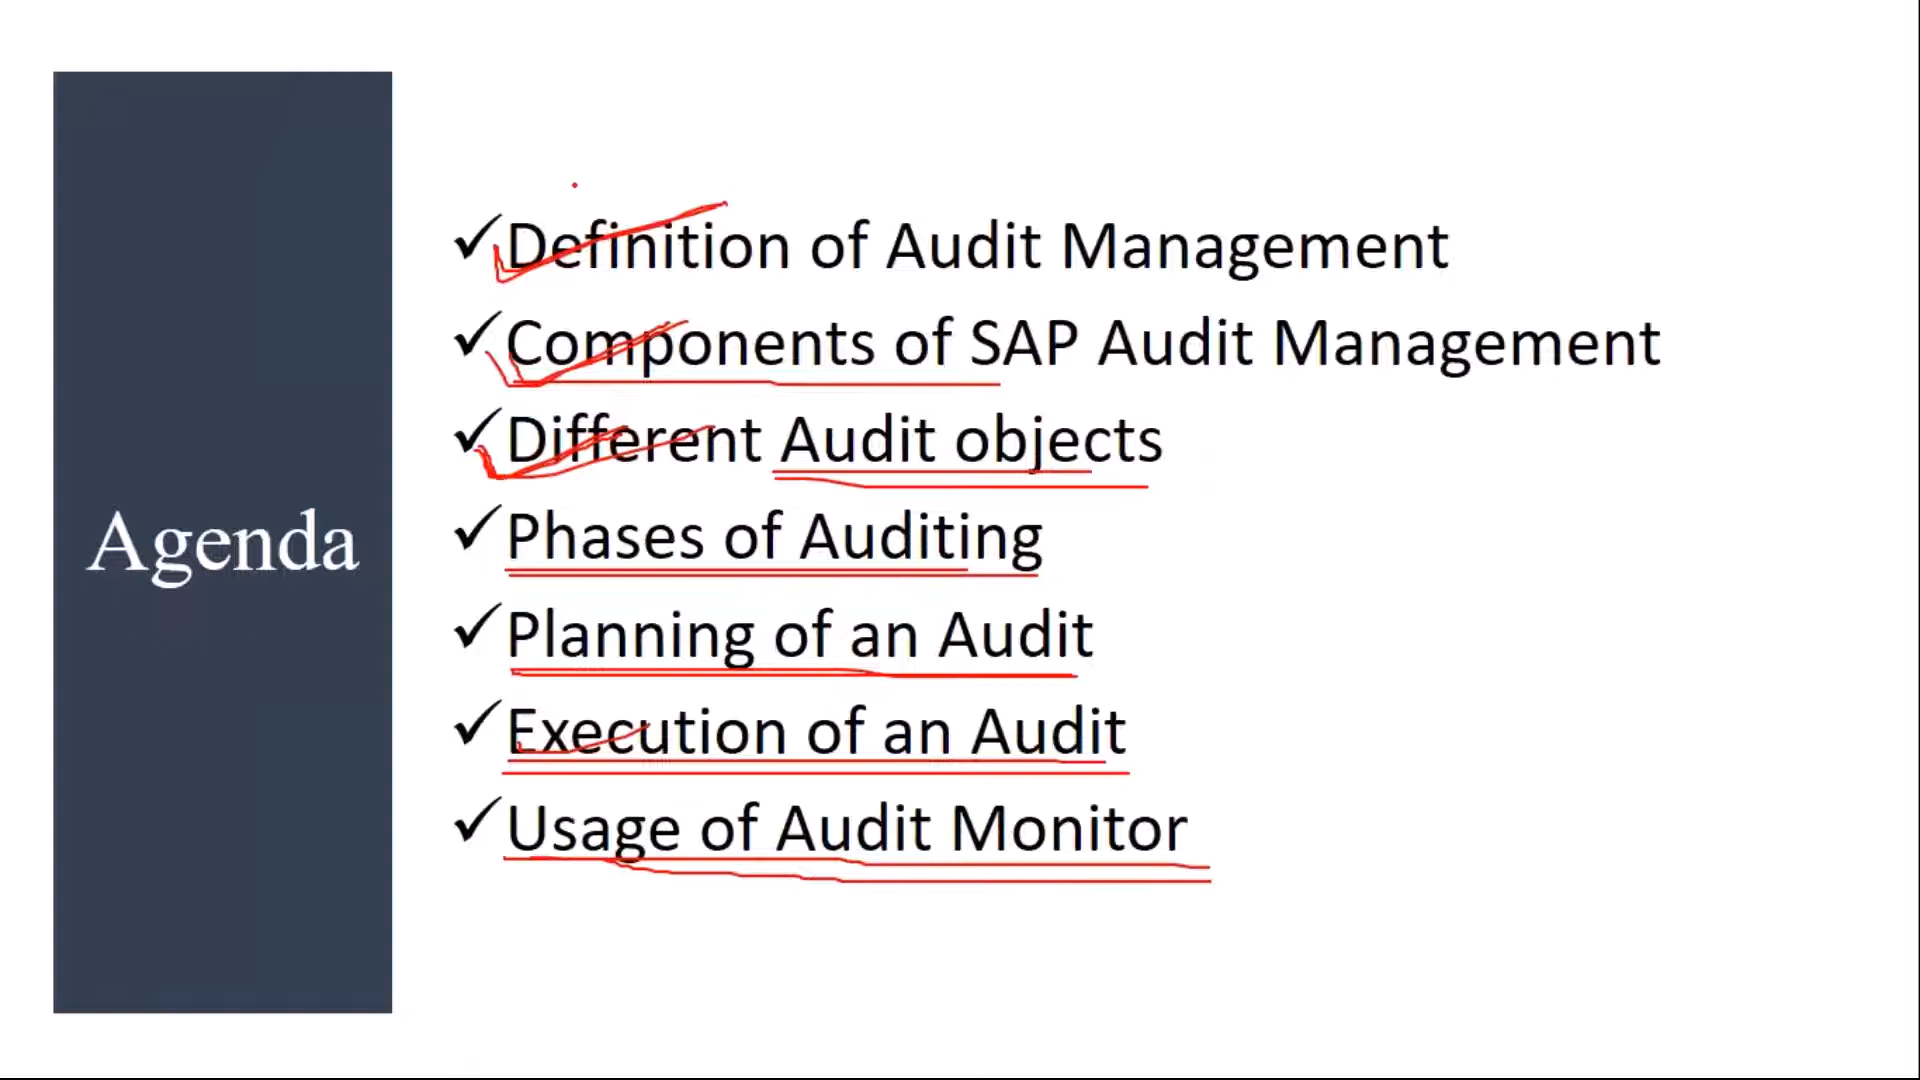 Agenda
✓Definition of Audit Management
✓Components of SAP Audit Management
✓Different Audit objects
✓Phases of Auditing
✓Planning of an Audit
✓Execution of an Audit
✓Usage of Audit Monitor